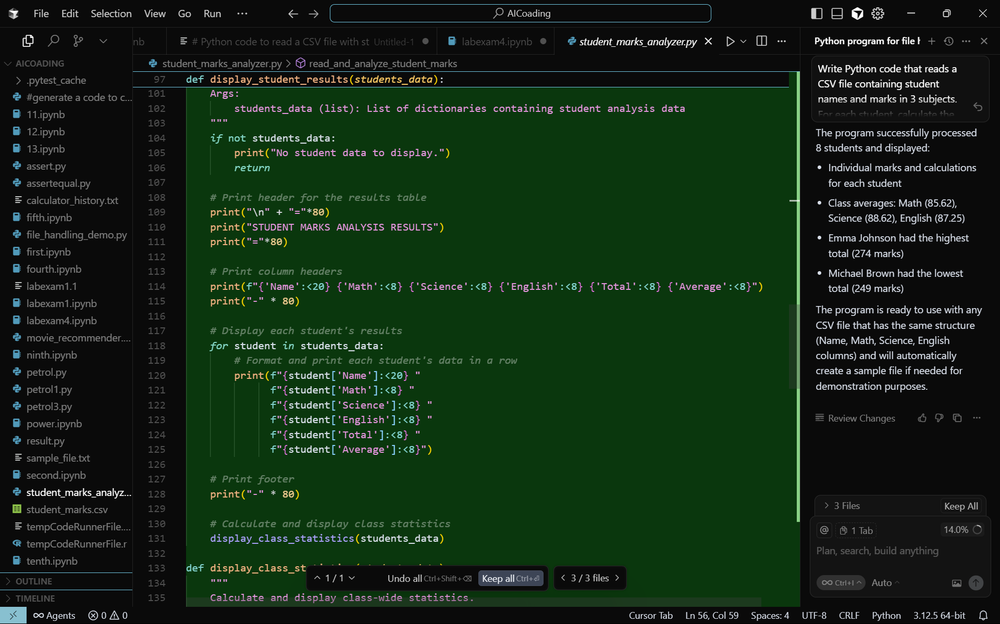 File Edit Selection View Go Run ···
AICoading
nb
# Python code to read a CSV file with st Untitled-1
labexam4.ipynb
student_marks_analyzer.py
student_marks_analyzer.py > read_and_analyze_student_marks
AICOADING
.pytest_cache
#generate a code to c...
11.ipynb
12.ipynb
13.ipynb
assert.py
assertequal.py
calculator_history.txt
fifth.ipynb
file_handling_demo.py
first.ipynb
fourth.ipynb
labexam1.1
labexam1.ipynb
labexam4.ipynb
movie_recommender....
ninth.ipynb
petrol.py
petrol1.py
petrol3.py
power.ipynb
result.py
sample_file.txt
second.ipynb
student_marks_analyz...
student_marks.csv
tempCodeRunnerFile....
tempCodeRunnerFile.r
tenth.ipynb
OUTLINE
TIMELINE
97 def display_student_results(students_data):
101 Args:
102 students_data (list): List of dictionaries containing student analysis data
103 """
104 if not students_data:
105 print("No student data to display.")
106 return
107
108 # Print header for the results table
109 print("\n" + "="*80)
110 print("STUDENT MARKS ANALYSIS RESULTS")
111 print("="*80)
112
113 # Print column headers
114 print(f"{'Name':<20} {'Math':<8} {'Science':<8} {'English':<8} {'Total':<8} {'Average':<8}")
115 print("-" * 80)
116
117 # Display each student's results
118 for student in students_data:
119 # Format and print each student's data in a row
120 print(f"{student['Name']:<20} "
121 f"{student['Math']:<8} "
122 f"{student['Science']:<8} "
123 f"{student['English']:<8} "
124 f"{student['Total']:<8} "
125 f"{student['Average']:<8}")
126
127 # Print footer
128 print("-" * 80)
129
130 # Calculate and display class statistics
131 display_class_statistics(students_data)
132
133 def display_class_st
134 """
135 Calculate and display class-wide statistics.
1 / 1
Undo all Ctrl+Shift+⌫
Keep all Ctrl+⏎
3 / 3 files
Python program for file h
Write Python code that reads a
CSV file containing student
names and marks in 3 subjects.
For each student, calculate the
The program successfully processed
8 students and displayed:
• Individual marks and calculations
for each student
• Class averages: Math (85.62),
Science (88.62), English (87.25)
• Emma Johnson had the highest
total (274 marks)
• Michael Brown had the lowest
total (249 marks)
The program is ready to use with any
CSV file that has the same structure
(Name, Math, Science, English
columns) and will automatically
create a sample file if needed for
demonstration purposes.
Review Changes
3 Files
Keep All
@ 1 Tab
14.0%
Plan, search, build anything
∞ Ctrl+I
Auto
∞ Agents
0 0
Cursor Tab
Ln 56, Col 59
Spaces: 4
UTF-8
CRLF
Python
3.12.5 64-bit